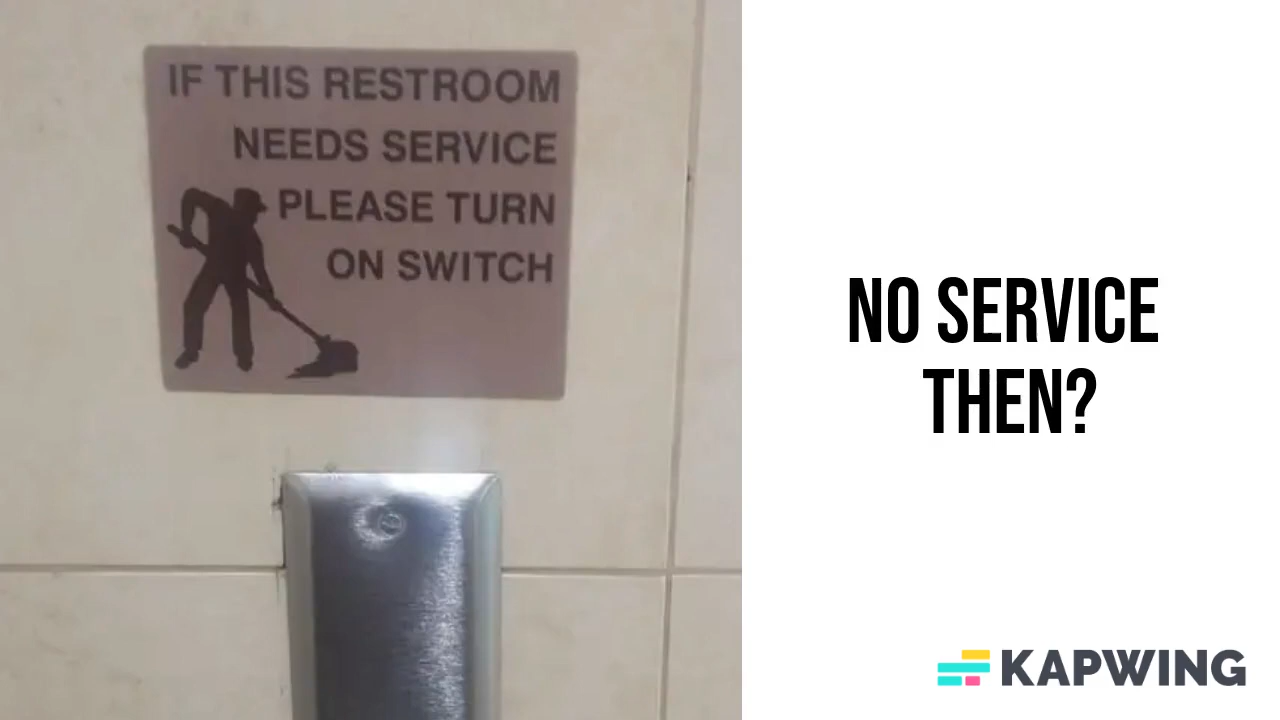 IF THIS RESTROOM
NEEDS SERVICE
PLEASE TURN
ON SWITCH
NO SERVICE
THEN?
KAPWING